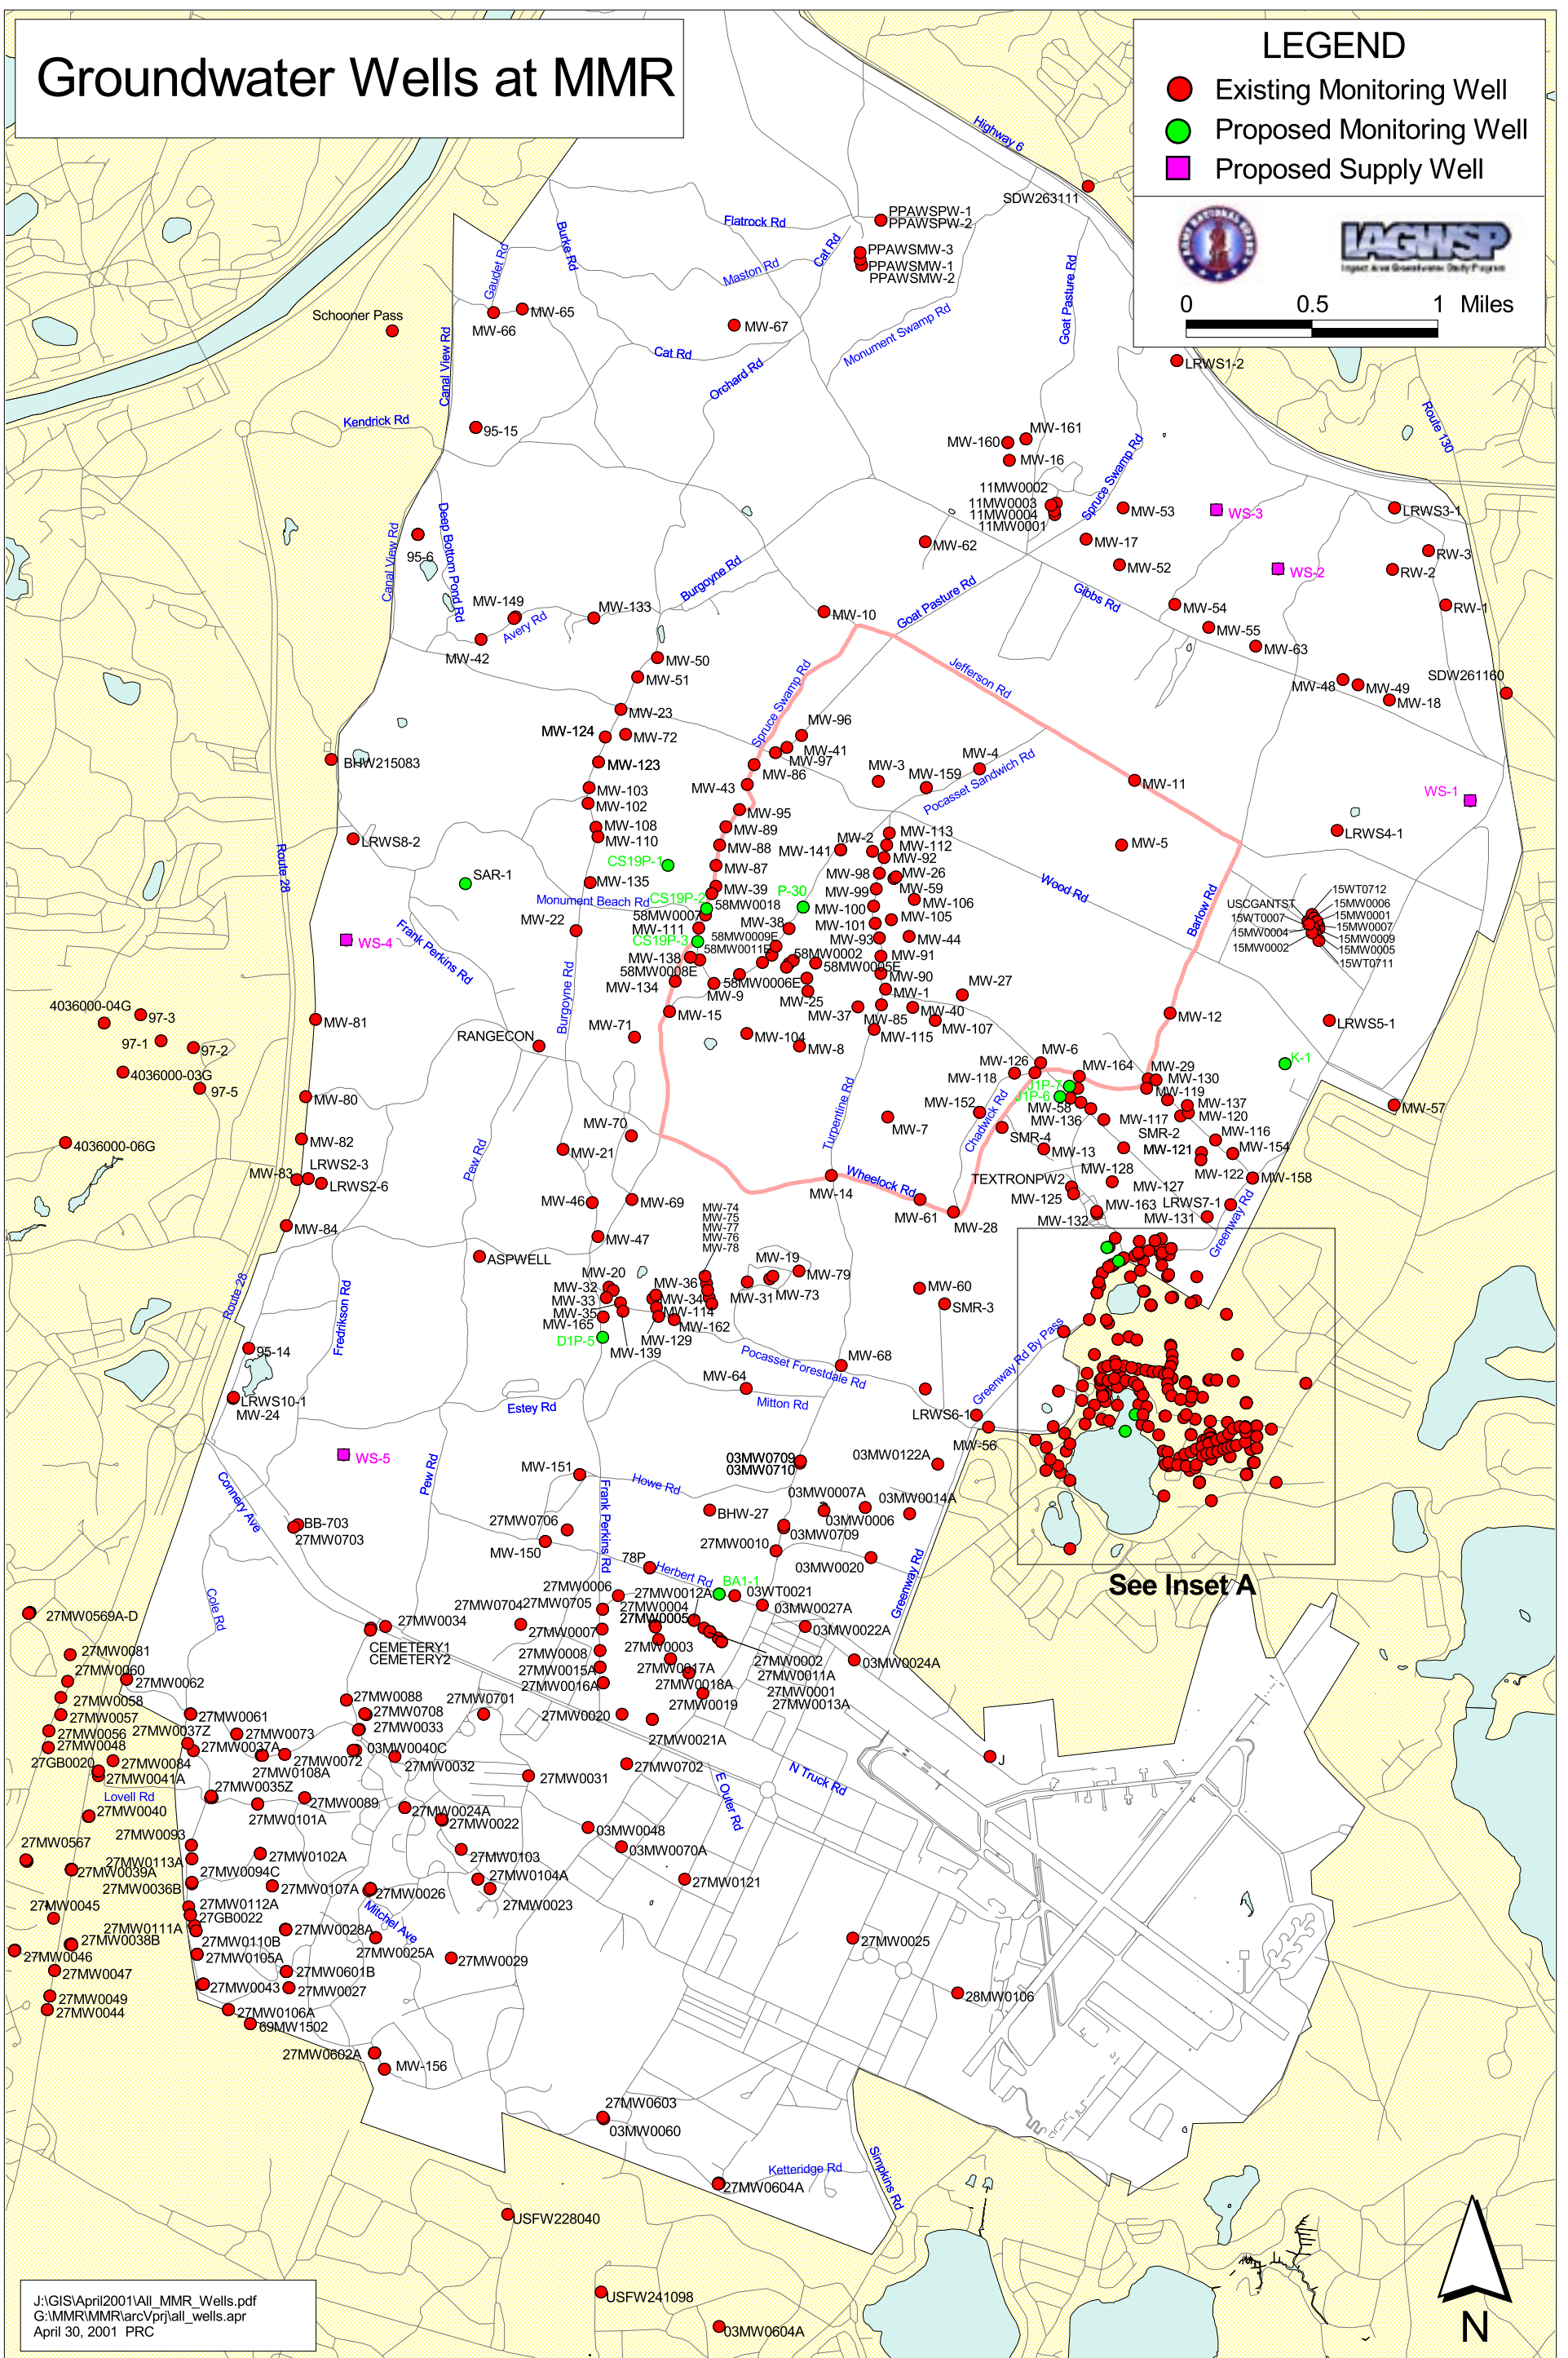 Groundwater Wells at MMR
LEGEND
Existing Monitoring Well
Proposed Monitoring Well
Proposed Supply Well
IAGWSP
Impact Area Groundwater Study Program
0 0.5 1 Miles
Highway 6
SDW263111
PPAWSPW-1
PPAWSPW-2
Flatrock Rd
Burke Rd
Cat Rd
PPAWSMW-3
PPAWSMW-1
PPAWSMW-2
Maston Rd
Gaudet Rd
Goat Pasture Rd
Schooner Pass
MW-66
MW-65
MW-67
Monument Swamp Rd
Canal View Rd
Cat Rd
Orchard Rd
LRWS1-2
Kendrick Rd
95-15
Route 130
MW-161
MW-160
MW-16
Spruce Swamp Rd
11MW0002
11MW0003
11MW0004
11MW0001
MW-53
WS-3
LRWS3-1
Deep Bottom Pond Rd
Canal View Rd
95-6
MW-62
MW-17
MW-52
RW-3
WS-2
RW-2
Burgoyne Rd
Goat Pasture Rd
Gibbs Rd
MW-149
MW-133
MW-10
MW-54
RW-1
Avery Rd
MW-42
MW-55
MW-63
MW-50
MW-51
Jefferson Rd
MW-48
MW-49
MW-18
SDW261160
MW-23
Spruce Swamp Rd
MW-124
MW-72
MW-96
MW-41
MW-97
MW-86
BHW215083
MW-123
MW-3
MW-4
MW-159
Pocasset Sandwich Rd
MW-11
WS-1
MW-43
MW-103
MW-102
MW-95
MW-89
MW-108
MW-110
MW-88
LRWS8-2
LRWS4-1
MW-2
MW-113
MW-112
MW-141
MW-92
MW-5
CS19P-1
MW-87
MW-98
MW-26
SAR-1
MW-135
MW-39
MW-99
MW-59
Wood Rd
Monument Beach Rd
CS19P-2
58MW0018
P-30
MW-100
MW-106
Route 28
Barlow Rd
MW-22
58MW0007
MW-111
MW-38
MW-101
MW-105
CS19P-3
58MW0009E
MW-93
MW-44
58MW0011E
58MW0002
MW-138
58MW0005E
MW-91
58MW0008E
MW-90
MW-134
MW-9
58MW0006E
MW-1
MW-27
MW-25
WS-4
Frank Perkins Rd
15WT0712
USCGANTST
15MW0006
15WT0007
15MW0001
15MW0004
15MW0007
15MW0009
15MW0002
15MW0005
15WT0711
4036000-04G
97-3
MW-81
Burgoyne Rd
MW-15
MW-37
MW-40
MW-85
MW-107
MW-12
LRWS5-1
97-1
97-2
RANGECON
MW-71
MW-104
MW-8
MW-115
4036000-03G
97-5
MW-6
MW-126
MW-164
MW-29
K-1
MW-118
MW-130
MW-119
J1P-7
J1P-6
MW-80
MW-58
MW-137
MW-57
MW-152
MW-136
MW-117
MW-120
4036000-06G
MW-82
MW-70
MW-7
Chadwick Rd
SMR-4
SMR-2
MW-116
MW-21
MW-13
MW-121
MW-154
Turpentine Rd
Pew Rd
MW-83
LRWS2-3
LRWS2-6
MW-14
Wheelock Rd
TEXTRONPW2
MW-128
MW-122
MW-158
MW-125
MW-127
LRWS7-1
MW-46
MW-69
MW-61
MW-28
MW-132
MW-163
MW-131
MW-84
MW-74
MW-75
MW-77
MW-76
MW-78
MW-47
ASPWELL
Greenway Rd
MW-20
MW-19
MW-79
MW-32
MW-36
MW-31
MW-73
MW-60
MW-33
MW-34
MW-35
MW-114
SMR-3
MW-165
MW-162
MW-129
D1P-5
MW-139
Route 28
Fredrikson Rd
95-14
Pocasset Forestdale Rd
MW-68
Greenway Rd By Pass
MW-64
Mitton Rd
LRWS10-1
MW-24
Estey Rd
LRWS6-1
MW-56
WS-5
Pew Rd
MW-151
Howe Rd
03MW0709
03MW0710
03MW0122A
Connery Ave
Frank Perkins Rd
03MW0007A
03MW0014A
03MW0006
BHW-27
03MW0709
BB-703
27MW0703
27MW0706
MW-150
27MW0010
03MW0020
78P
Herbert Rd
Greenway Rd
See Inset A
BA1-1
27MW0006
27MW0012A
03WT0021
27MW0704
27MW0705
27MW0004
03MW0027A
27MW0569A-D
Cole Rd
27MW0034
27MW0007
27MW0005
03MW0022A
CEMETERY1
CEMETERY2
27MW0008
27MW0003
27MW0002
03MW0024A
27MW0081
27MW0060
27MW0062
27MW0015A
27MW0017A
27MW0011A
27MW0016A
27MW0018A
27MW0001
27MW0019
27MW0013A
27MW0058
27MW0057
27MW0061
27MW0088
27MW0708
27MW0701
27MW0020
27MW0056
27MW0037Z
27MW0073
27MW0033
27MW0021A
27MW0048
27MW0037A
03MW0040C
J
27GB0020
27MW0084
27MW0072
27MW0032
27MW0702
27MW0041A
27MW0108A
27MW0031
N Truck Rd
E Outer Rd
Lovell Rd
27MW0035Z
27MW0089
27MW0040
27MW0101A
27MW0024A
27MW0022
03MW0048
27MW0093
27MW0567
27MW0113A
27MW0102A
27MW0103
03MW0070A
27MW0039A
27MW0094C
27MW0036B
27MW0107A
27MW0026
27MW0104A
27MW0121
27MW0023
27MW0045
27MW0112A
27GB0022
Mitchel Ave
27MW0111A
27MW0028A
27MW0038B
27MW0110B
27MW0025A
27MW0025
27MW0046
27MW0105A
27MW0029
27MW0047
27MW0601B
27MW0043
27MW0027
28MW0106
27MW0049
27MW0044
27MW0106A
69MW1502
27MW0602A
MW-156
27MW0603
03MW0060
Ketteridge Rd
Simpkins Rd
27MW0604A
USFW228040
USFW241098
03MW0604A
J:\GIS\April2001\All_MMR_Wells.pdf
G:\MMR\MMR\arcVprj\all_wells.apr
April 30, 2001 PRC
N